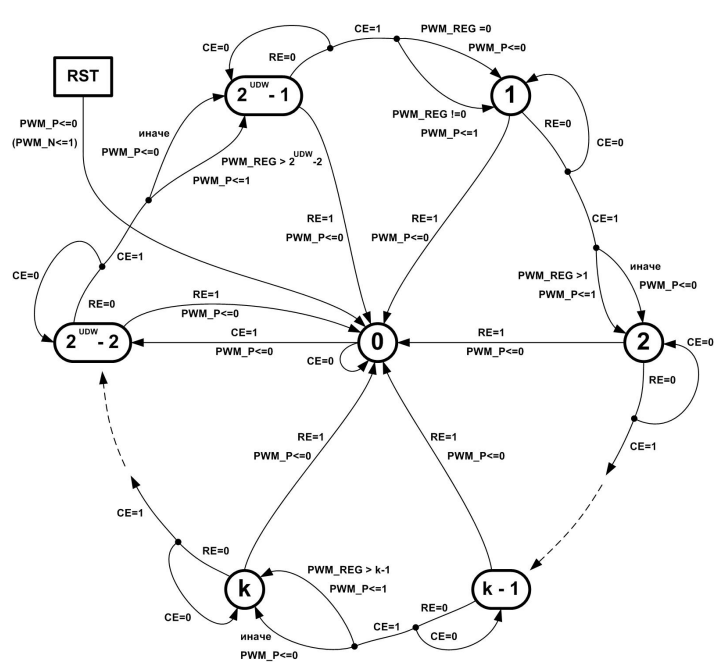 CE=0
CE=1
PWM_REG =0
PWM_P<=0
RE=0
RST
2^UDW - 1
1
PWM_P<=0
(PWM_N<=1)
иначе
PWM_P<=0
PWM_REG !=0
PWM_P<=1
RE=0
CE=0
PWM_REG > 2^UDW-2
PWM_P<=1
RE=1
PWM_P<=0
RE=1
PWM_P<=0
CE=1
CE=1
CE=0
RE=0
RE=1
PWM_P<=0
PWM_REG >1
PWM_P<=1
иначе
PWM_P<=0
2^UDW - 2
CE=1
PWM_P<=0
0
CE=0
RE=1
PWM_P<=0
2
CE=0
RE=0
CE=1
RE=1
PWM_P<=0
RE=1
PWM_P<=0
CE=1
RE=0
PWM_REG > k-1
PWM_P<=1
k
k - 1
CE=0
RE=0
CE=1
CE=0
иначе
PWM_P<=0